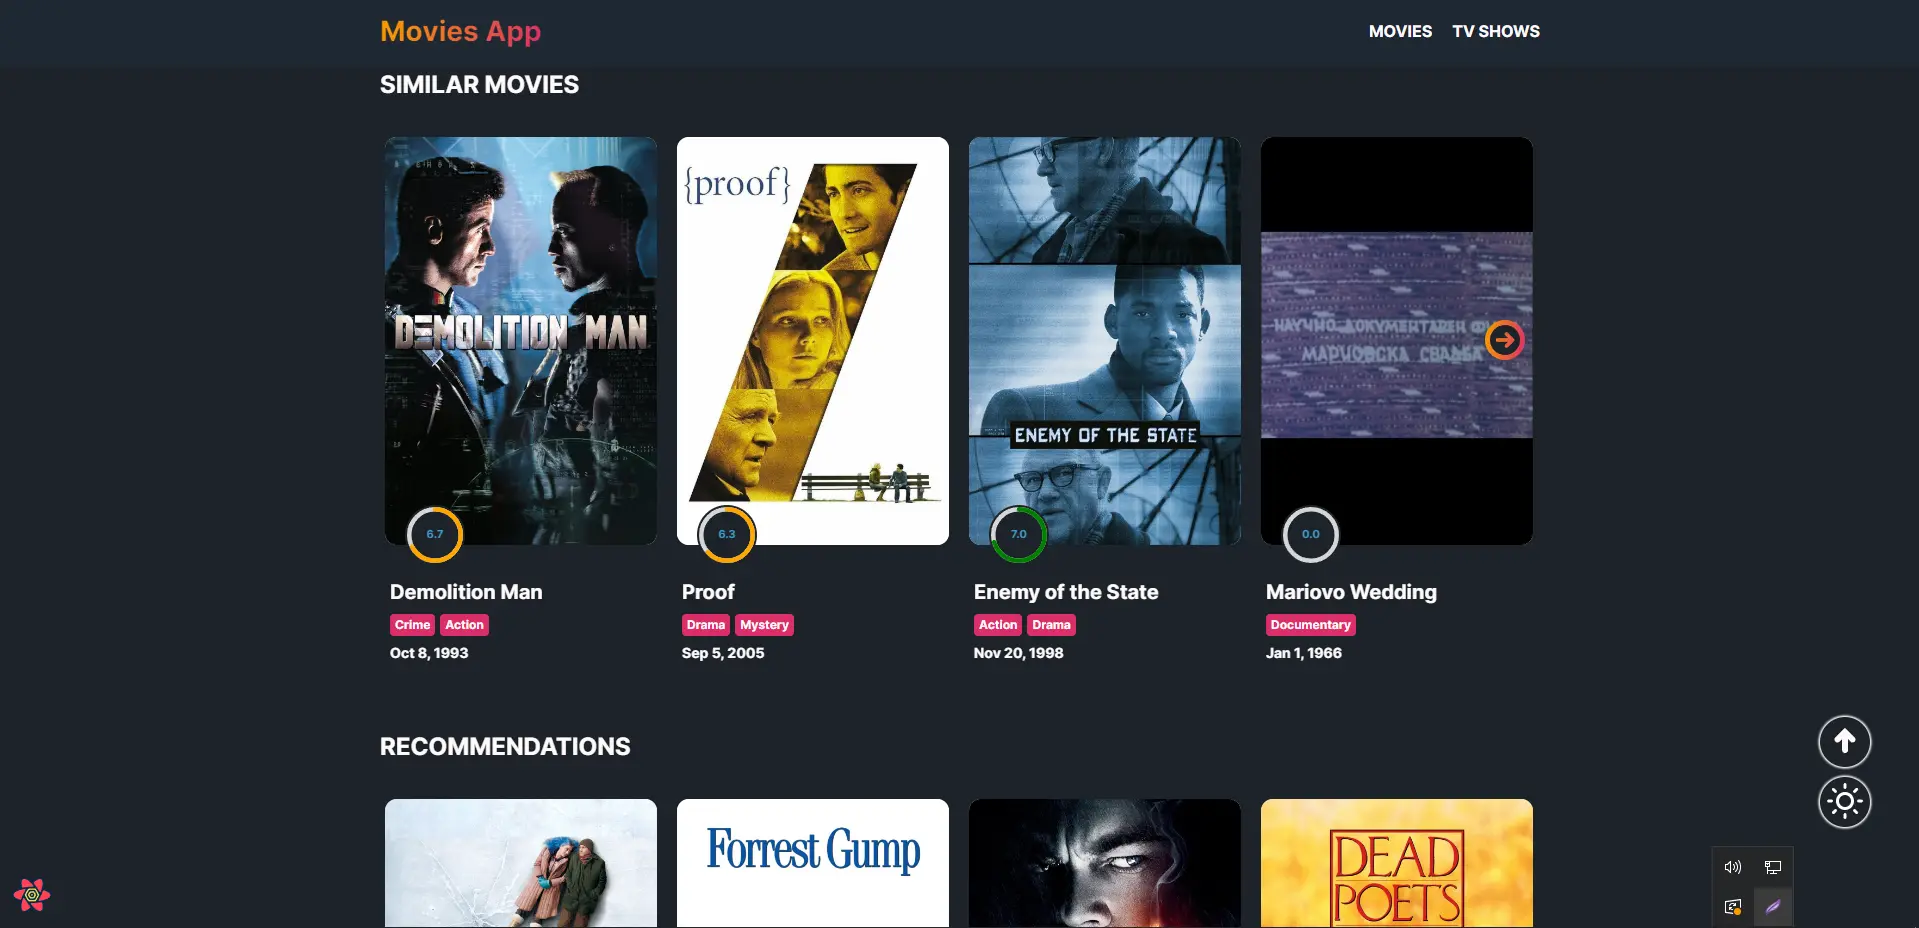 Movies App
MOVIES
TV SHOWS
SIMILAR MOVIES
DEMOLITION MAN
{proof}
ENEMY OF THE STATE
НАУЧНО-ДОКУМЕНТАРЕН
МАРИОВСКА СВАДБА
6.7
6.3
7.0
0.0
Demolition Man
Proof
Enemy of the State
Mariovo Wedding
Crime
Action
Drama
Mystery
Action
Drama
Documentary
Oct 8, 1993
Sep 5, 2005
Nov 20, 1998
Jan 1, 1966
RECOMMENDATIONS
Forrest Gump
DEAD
POETS